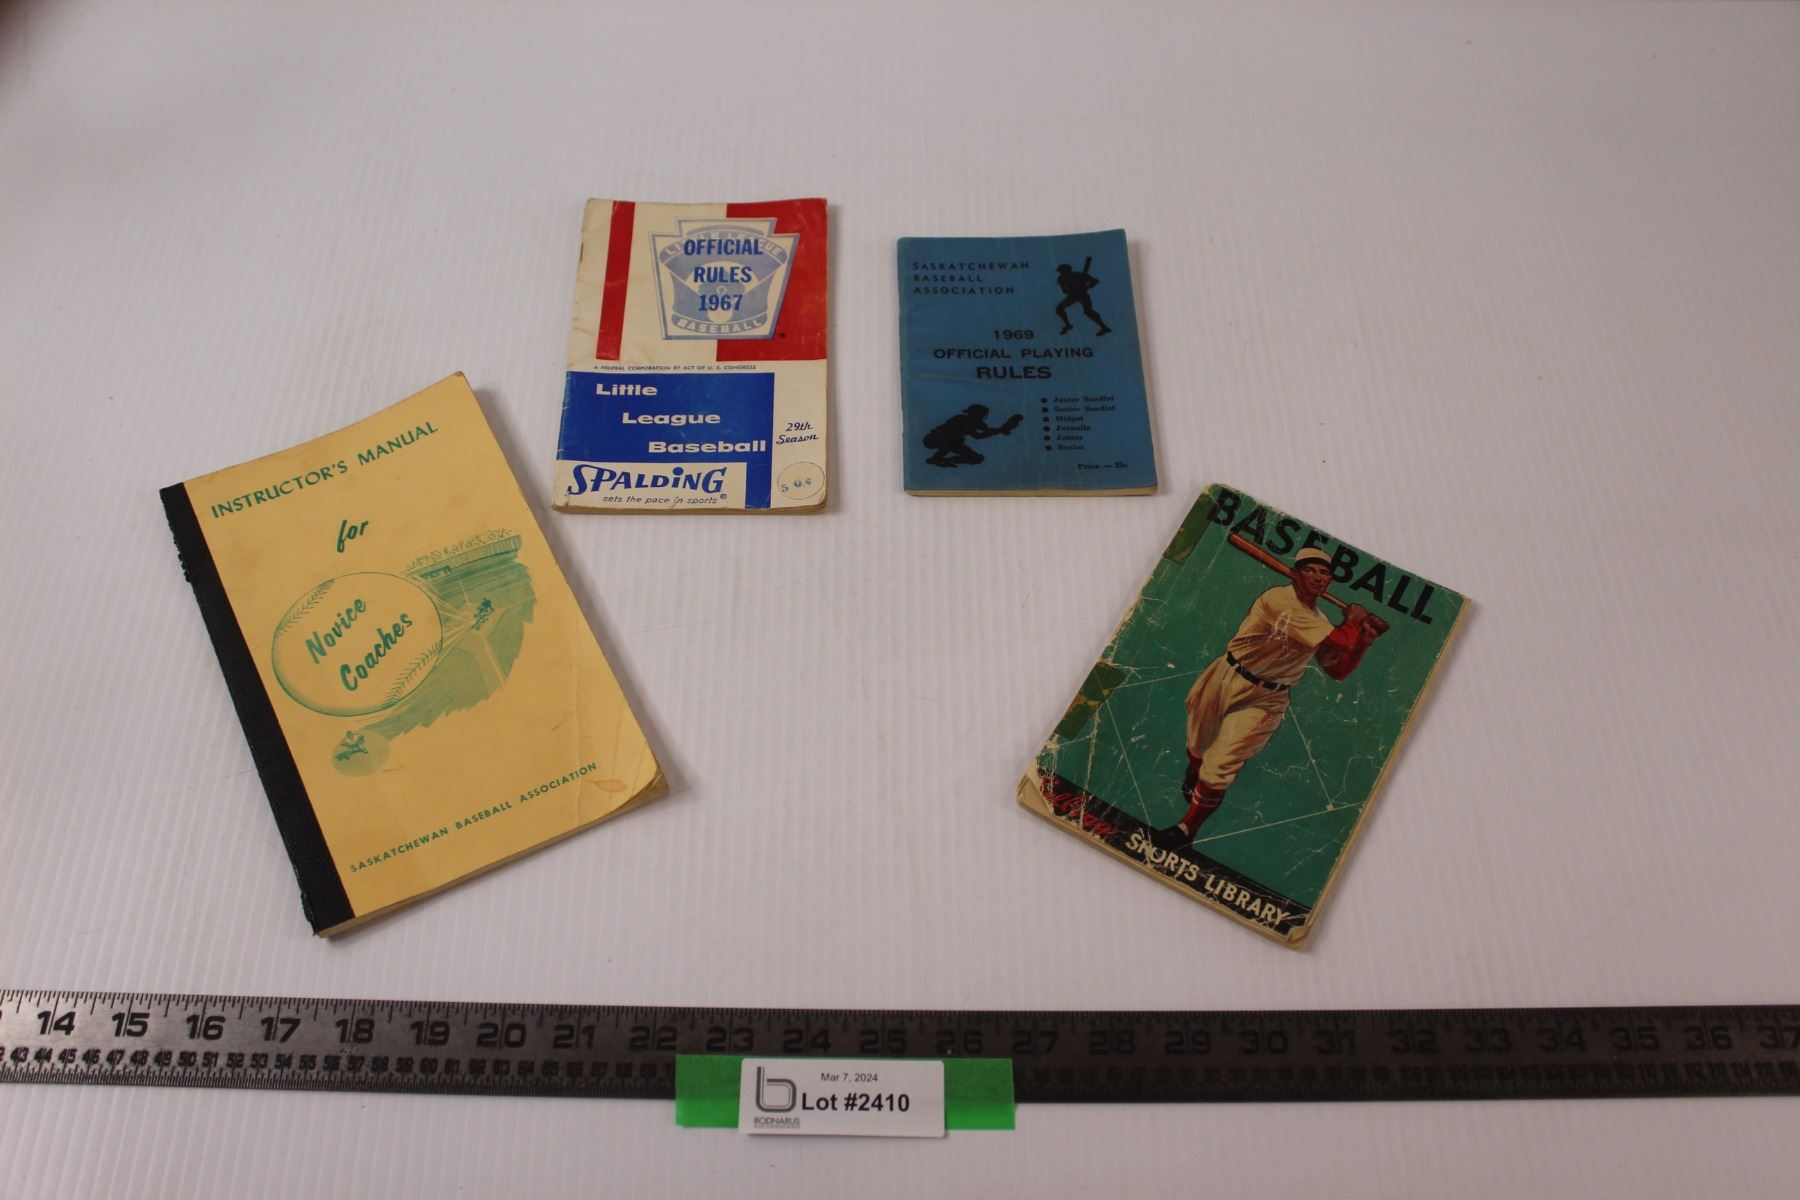 OFFICIAL
RULES
1967
LITTLE LEAGUE
BASEBALL
A FEDERAL CORPORATION BY ACT OF U. S. CONGRESS
Little
League
Baseball
29th
Season
SPALDING
sets the pace in sports®
50¢
SASKATCHEWAN
BASEBALL
ASSOCIATION
1969
OFFICIAL PLAYING
RULES
Junior Sandlot
Senior Sandlot
Midget
Juvenile
Junior
Senior
Price — 25c
INSTRUCTOR'S MANUAL
for
Novice
Coaches
SASKATCHEWAN BASEBALL ASSOCIATION
BASEBALL
SPORTS LIBRARY
14 15 16 17 18 19 20 21 22 23 24 25 26 27 28 29 30 31 32 33 34 35 36 37
Mar 7, 2024
Lot #2410
BODNARUS